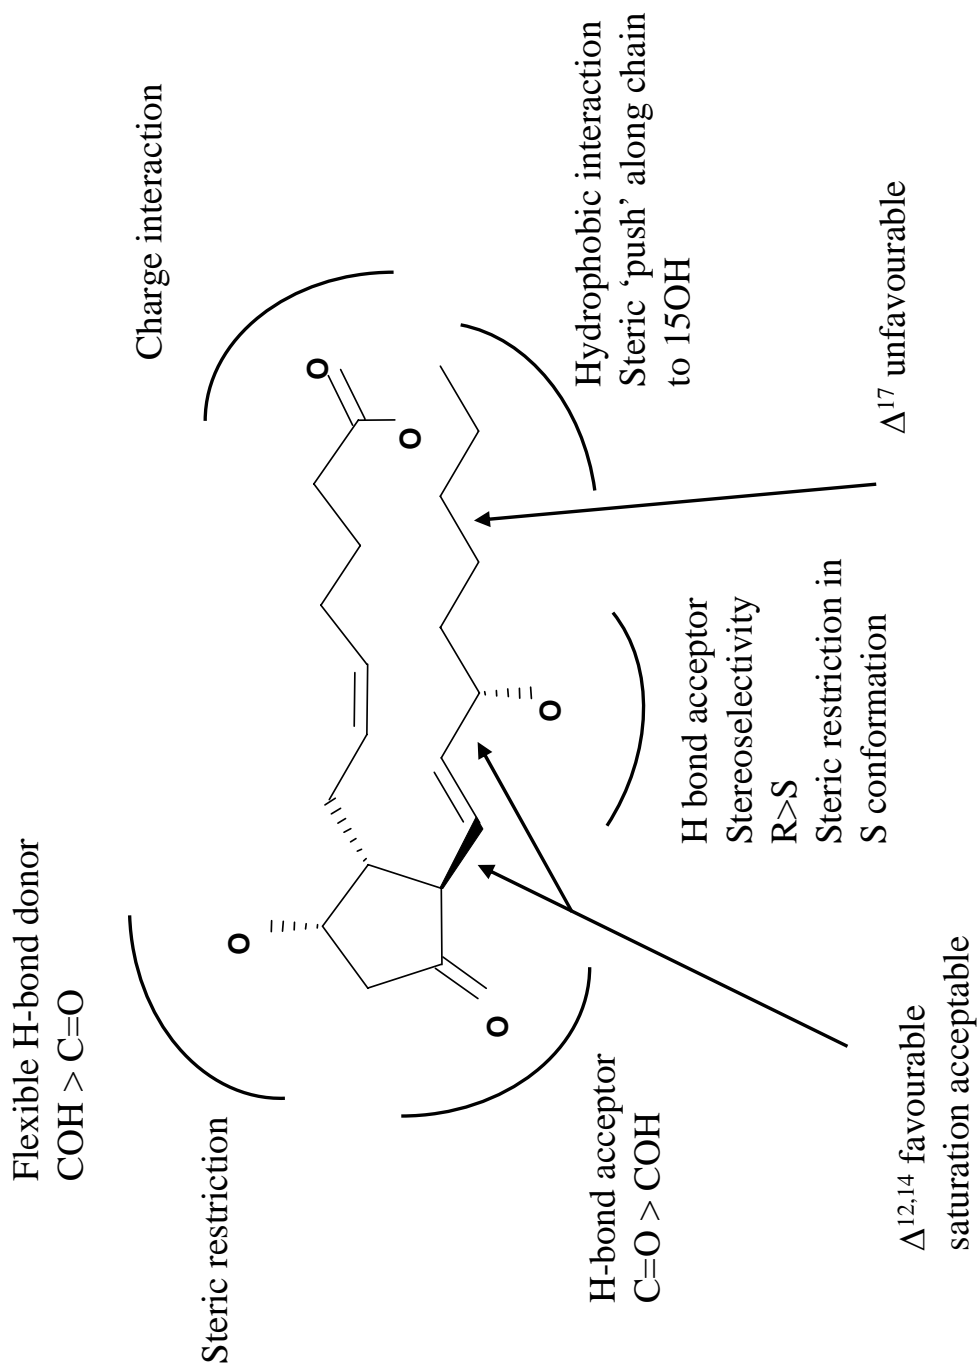 Flexible H-bond donor
COH > C=O
Steric restriction
Charge interaction
O
O
O
O
O
H-bond acceptor
C=O > COH
H bond acceptor
Stereoselectivity
R>S
Steric restriction in
S conformation
Hydrophobic interaction
Steric ‘push’ along chain
to 15OH
Δ¹²,¹⁴ favourable
saturation acceptable
Δ¹⁷ unfavourable